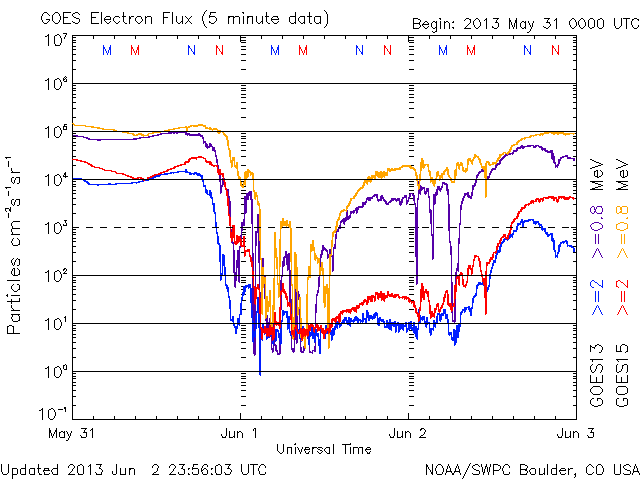 GOES Electron Flux (5 minute data)
Begin: 2013 May 31 0000 UTC
M M N N M M N N M M N N
10⁷
10⁶
10⁵
10⁴
10³
10²
10¹
10⁰
10⁻¹
Particles cm⁻²s⁻¹sr⁻¹
May 31 Jun 1 Jun 2 Jun 3
Universal Time
GOES13 >=2 >=0.8 MeV
GOES15 >=2 >=0.8 MeV
Updated 2013 Jun 2 23:56:03 UTC
NOAA/SWPC Boulder, CO USA